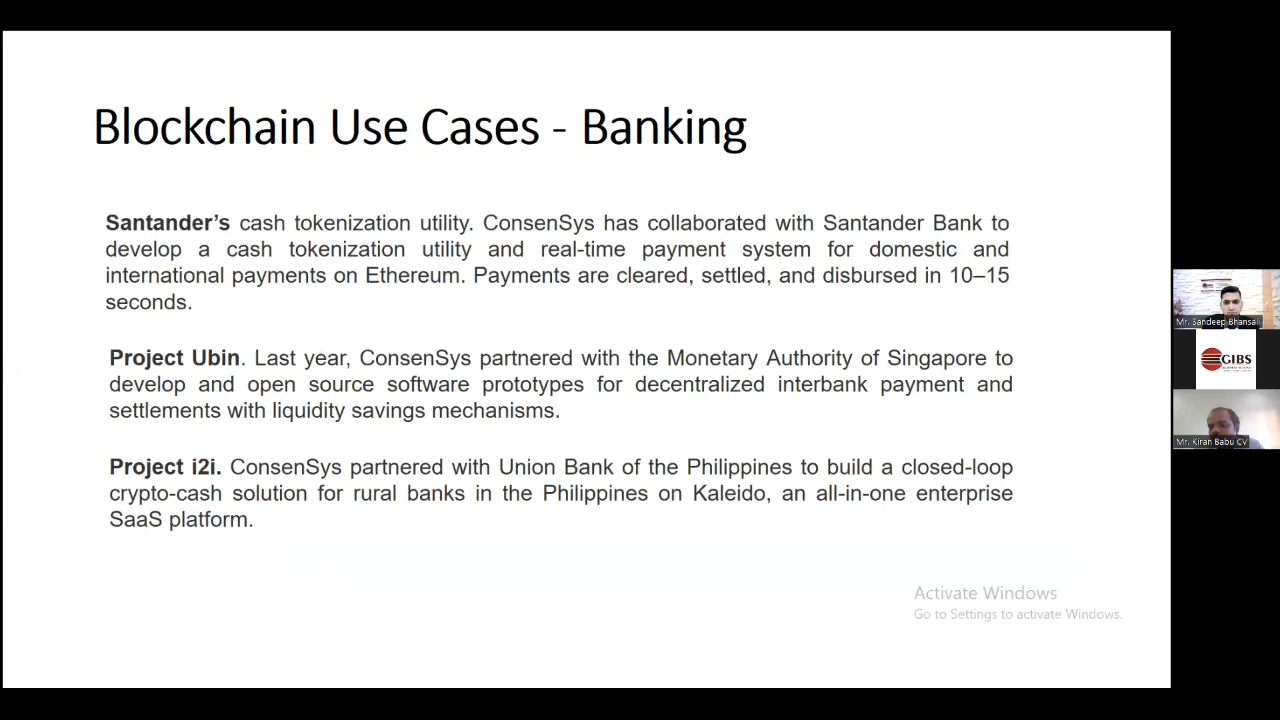 Blockchain Use Cases - Banking
Santander’s cash tokenization utility. ConsenSys has collaborated with Santander Bank to
develop a cash tokenization utility and real-time payment system for domestic and
international payments on Ethereum. Payments are cleared, settled, and disbursed in 10–15
seconds.
Project Ubin. Last year, ConsenSys partnered with the Monetary Authority of Singapore to
develop and open source software prototypes for decentralized interbank payment and
settlements with liquidity savings mechanisms.
Project i2i. ConsenSys partnered with Union Bank of the Philippines to build a closed-loop
crypto-cash solution for rural banks in the Philippines on Kaleido, an all-in-one enterprise
SaaS platform.
Activate Windows
Go to Settings to activate Windows.
Mr. Sandeep Bhansali
GIBS
Mr. Kiran Babu CV